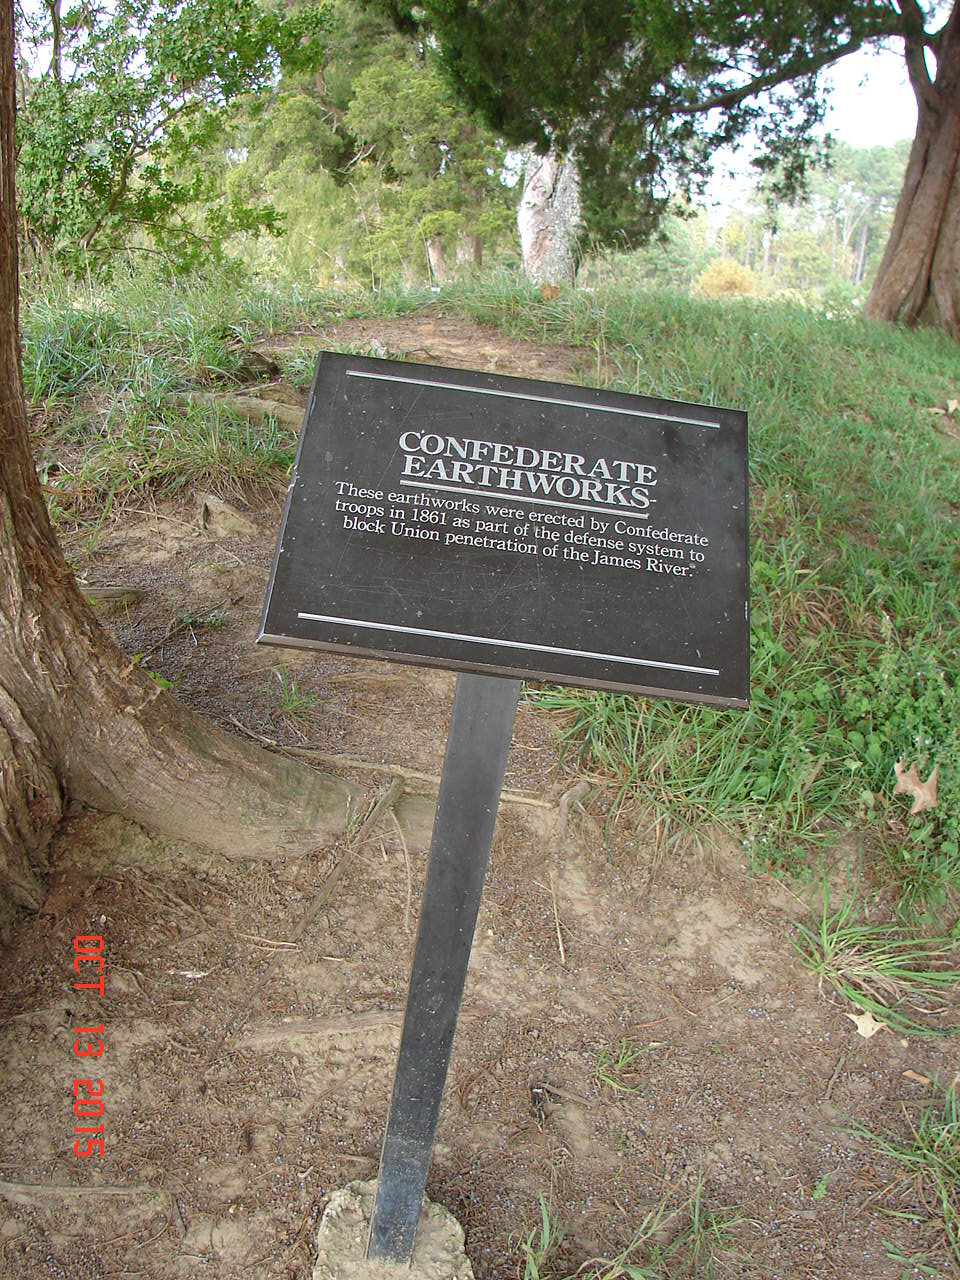 CONFEDERATE
EARTHWORKS
These earthworks were erected by Confederate
troops in 1861 as part of the defense system to
block Union penetration of the James River.
OCT 13 2015